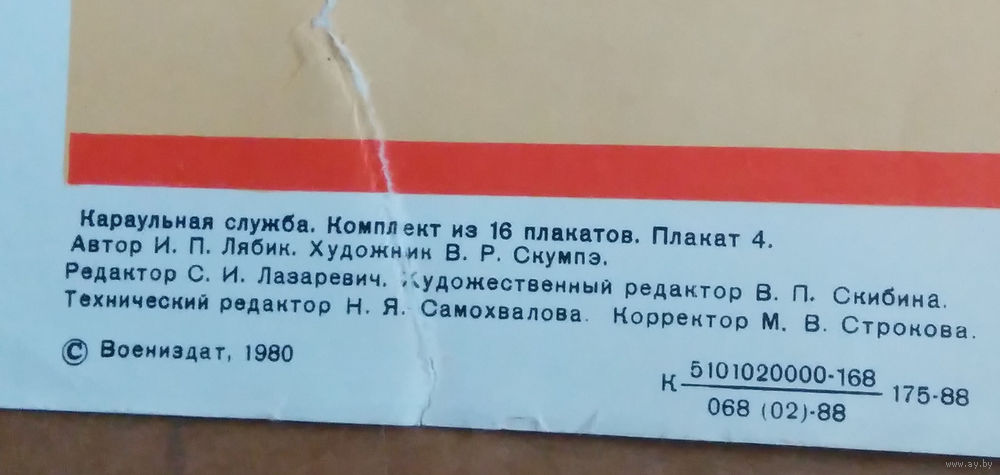 Караульная служба. Комплект из 16 плакатов. Плакат 4.
Автор И. П. Лябик. Художник В. Р. Скумпэ.
Редактор С. И. Лазаревич. Художественный редактор В. П. Скибина.
Технический редактор Н. Я. Самохвалова. Корректор М. В. Строкова.
© Воениздат, 1980
К 5101020000-168 175-88
068 (02)-88
www.ay.by